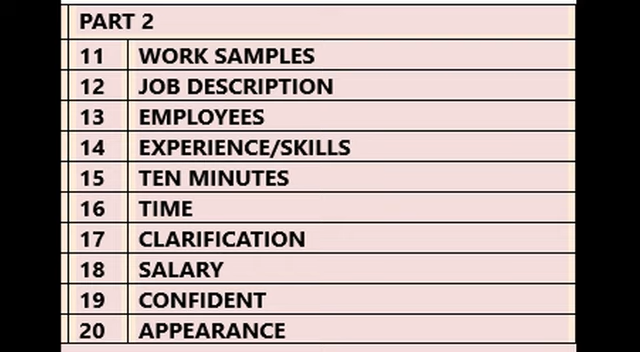 PART 2
11 WORK SAMPLES
12 JOB DESCRIPTION
13 EMPLOYEES
14 EXPERIENCE/SKILLS
15 TEN MINUTES
16 TIME
17 CLARIFICATION
18 SALARY
19 CONFIDENT
20 APPEARANCE